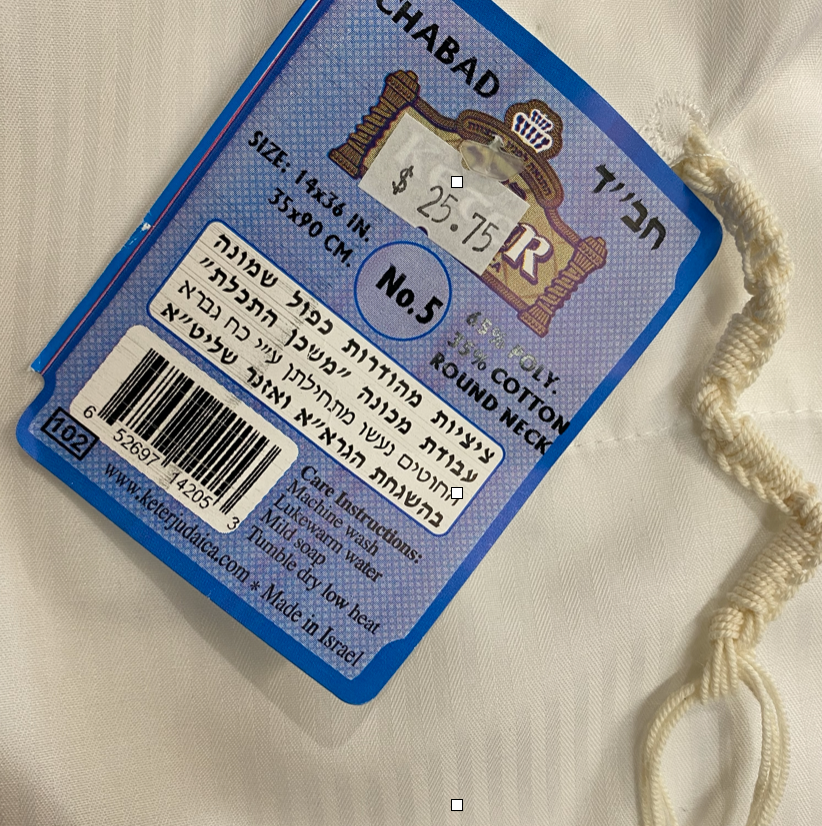 CHABAD
חב״ד
$ 25.75
R
SIZE: 14x36 IN.
35x90 CM.
No.5
65% POLY.
35% COTTON
ROUND NECK
ציציות מהודרות כפול שמונה
עבודת מכונה "משכן התכלת"
החוטים נעשו מתחילתן ע״י כח גברא
בהשגחת הגרא״א ואזנר שליט״א
6 52697 14205 3
102
Care Instructions:
Machine wash
Lukewarm water
Mild soap
Tumble dry low heat
www.keterjudaica.com * Made in Israel